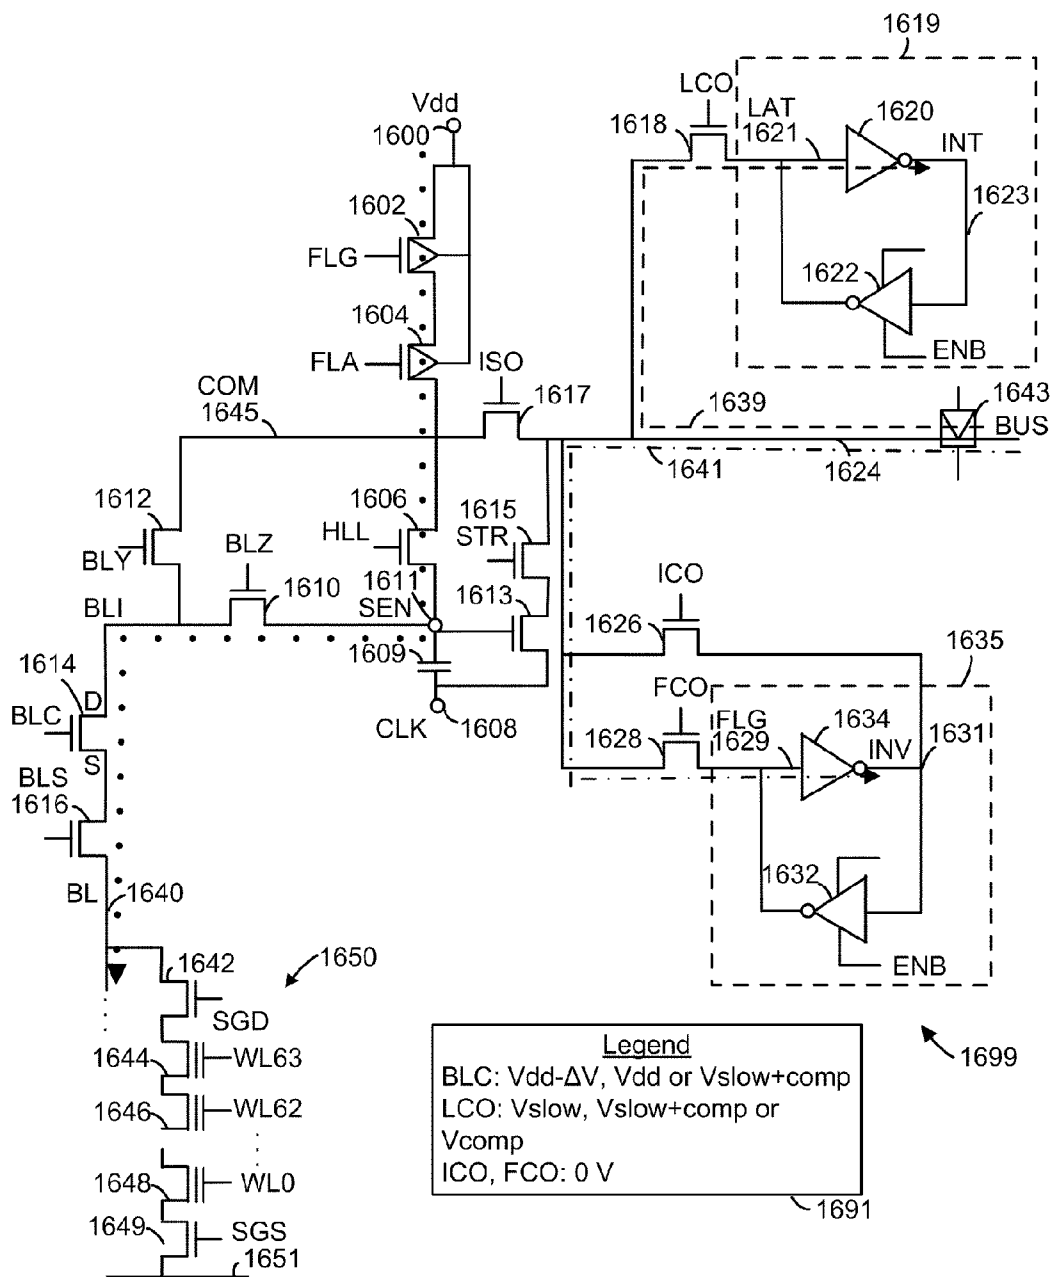 1619
LCO
Vdd
1600
1618
LAT
1621
1620
INT
1602
1623
FLG
1622
1604
FLA
ISO
ENB
COM
1645
1617
1639
1643
BUS
1641
1624
1612
1606
1615
HLL
STR
BLY
BLZ
1611
ICO
BLI
1610
SEN
1613
1626
1609
1635
1614
D
FCO
BLC
CLK
1608
1628
FLG
1629
1634
INV
1631
S
BLS
1616
1632
BL
1640
1642
1650
ENB
SGD
1644
WL63
1699
1646
WL62
Legend
BLC: Vdd-ΔV, Vdd or Vslow+comp
LCO: Vslow, Vslow+comp or
Vcomp
ICO, FCO: 0 V
1648
WL0
1691
1649
SGS
1651